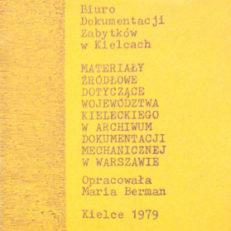 Biuro
Dokumentacji
Zabytków
w Kielcach
MATERIAŁY
ŹRÓDŁOWE
DOTYCZĄCE
WOJEWÓDZTWA
KIELECKIEGO
W ARCHIWUM
DOKUMENTACJI
MECHANICZNEJ
W WARSZAWIE
Opracowała
Maria Berman
Kielce 1979